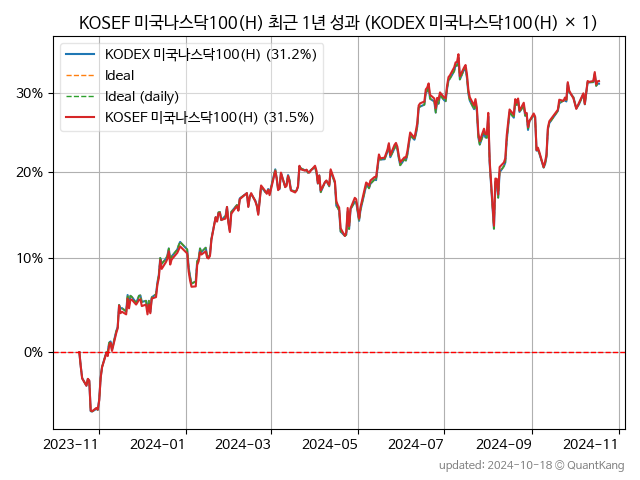 KOSEF 미국나스닥100(H) 최근 1년 성과 (KODEX 미국나스닥100(H) × 1)
KODEX 미국나스닥100(H) (31.2%)
Ideal
Ideal (daily)
KOSEF 미국나스닥100(H) (31.5%)
30%
20%
10%
0%
2023-11 2024-01 2024-03 2024-05 2024-07 2024-09 2024-11
updated: 2024-10-18 © QuantKang